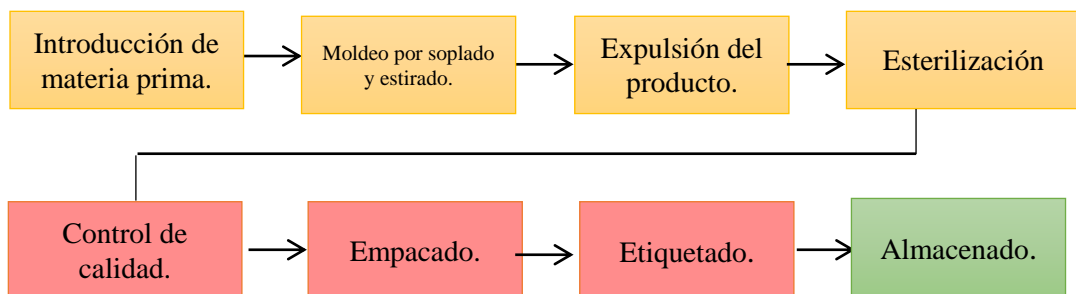 Introducción de
materia prima.
Moldeo por soplado
y estirado.
Expulsión del
producto.
Esterilización
Control de
calidad.
Empacado.
Etiquetado.
Almacenado.